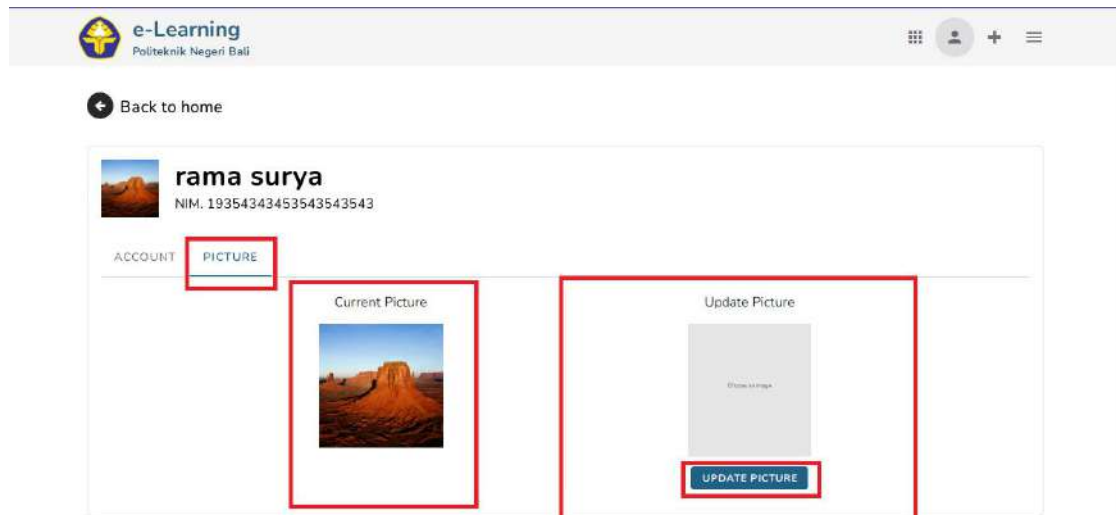 e-Learning
Politeknik Negeri Bali
Back to home
rama surya
NIM. 19354343453543543543
ACCOUNT PICTURE
Current Picture Update Picture
UPDATE PICTURE